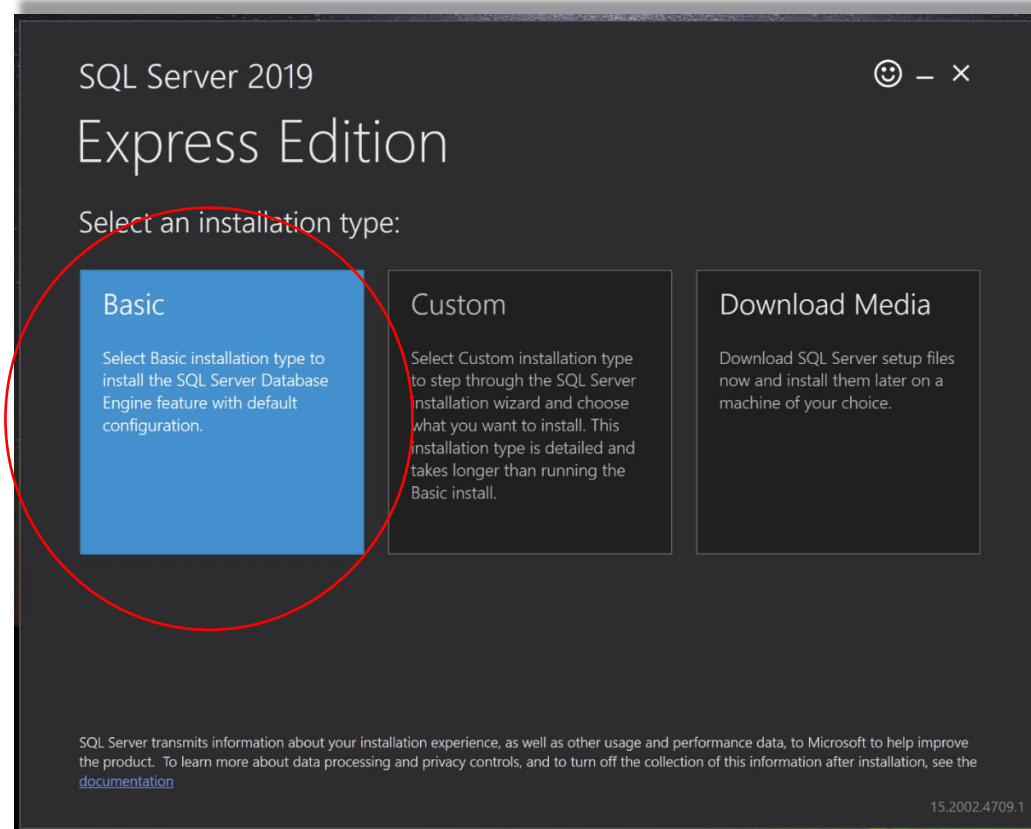 SQL Server 2019
Express Edition
Select an installation type:
Basic
Select Basic installation type to
install the SQL Server Database
Engine feature with default
configuration.
Custom
Select Custom installation type
to step through the SQL Server
installation wizard and choose
what you want to install. This
installation type is detailed and
takes longer than running the
Basic install.
Download Media
Download SQL Server setup files
now and install them later on a
machine of your choice.
SQL Server transmits information about your installation experience, as well as other usage and performance data, to Microsoft to help improve
the product.  To learn more about data processing and privacy controls, and to turn off the collection of this information after installation, see the
documentation
15.2002.4709.1